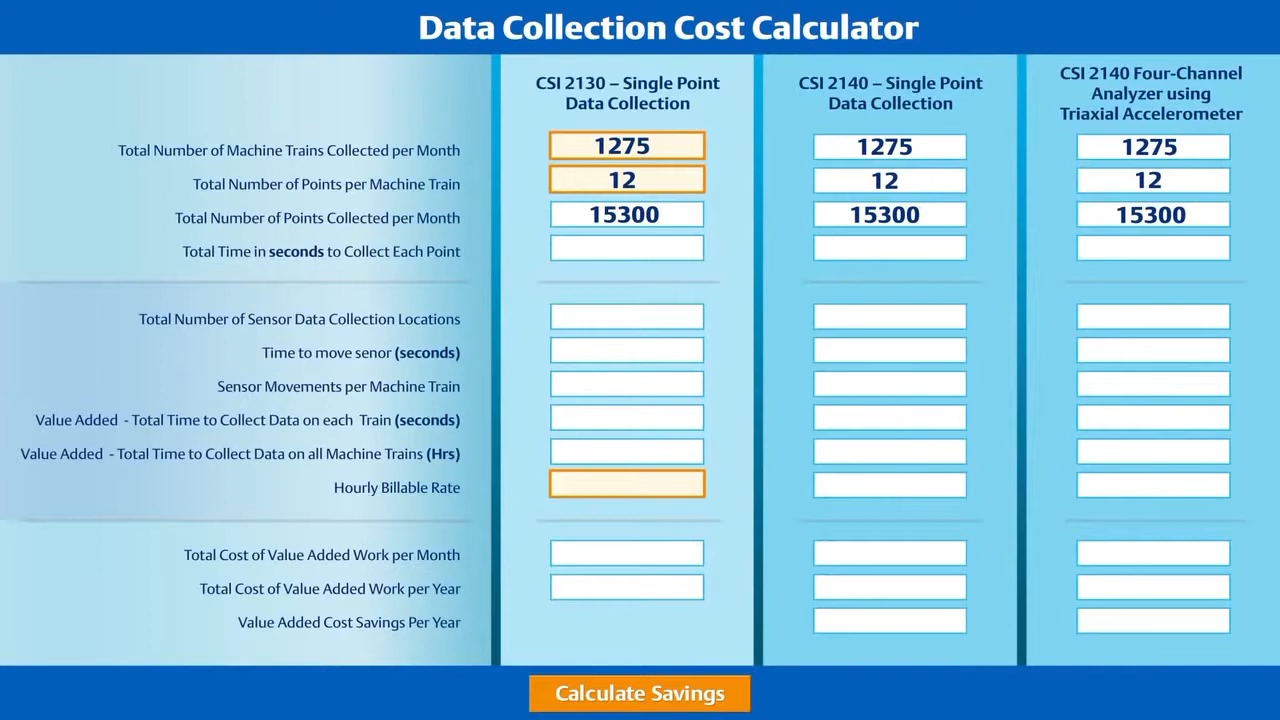 Data Collection Cost Calculator
CSI 2130 – Single Point
Data Collection
CSI 2140 – Single Point
Data Collection
CSI 2140 Four-Channel
Analyzer using
Triaxial Accelerometer
Total Number of Machine Trains Collected per Month 1275 1275 1275
Total Number of Points per Machine Train 12 12 12
Total Number of Points Collected per Month 15300 15300 15300
Total Time in seconds to Collect Each Point
Total Number of Sensor Data Collection Locations
Time to move senor (seconds)
Sensor Movements per Machine Train
Value Added - Total Time to Collect Data on each Train (seconds)
Value Added - Total Time to Collect Data on all Machine Trains (Hrs)
Hourly Billable Rate
Total Cost of Value Added Work per Month
Total Cost of Value Added Work per Year
Value Added Cost Savings Per Year
Calculate Savings